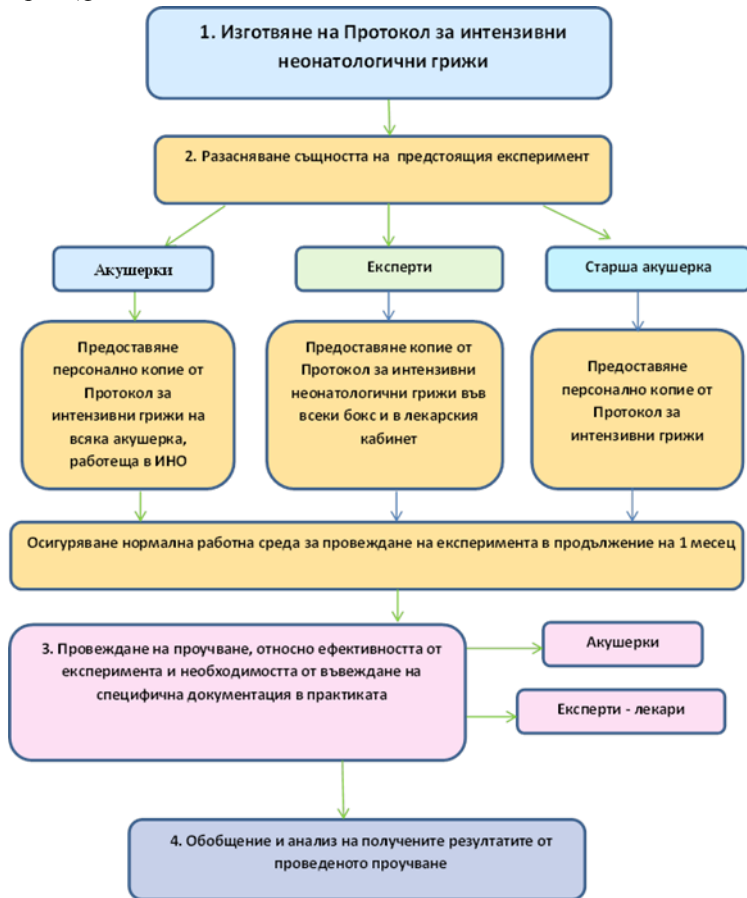 1. Изготвяне на Протокол за интензивни
неонатологични грижи
2. Разасняване същността на предстоящия експеримент
Акушерки
Експерти
Старша акушерка
Предоставяне
персонално копие от
Протокол за
интензивни грижи на
всяка акушерка,
работеща в ИНО
Предоставяне копие от
Протокол за интензивни
неонатологични грижи във
всеки бокс и в лекарския
кабинет
Предоставяне
персонално копие от
Протокол за
интензивни грижи
Осигуряване нормална работна среда за провеждане на експеримента в продължение на 1 месец
3. Провеждане на проучване, относно ефективността от
експеримента и необходимостта от въвеждане на
специфична документация в практиката
Акушерки
Експерти - лекари
4. Обобщение и анализ на получените резултатите от
проведеното проучване